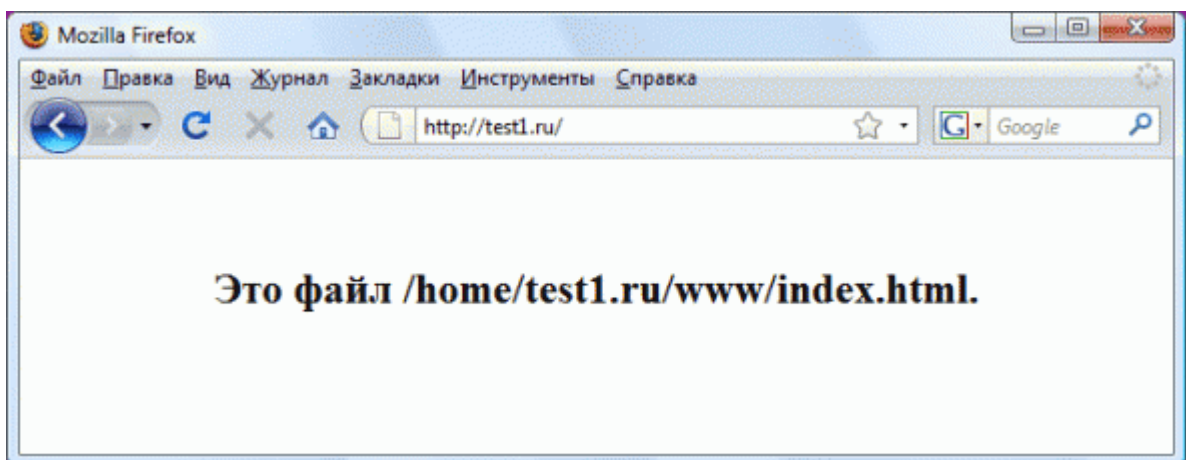 Mozilla Firefox
Файл Правка Вид Журнал Закладки Инструменты Справка
http://test1.ru/ G Google
Это файл /home/test1.ru/www/index.html.